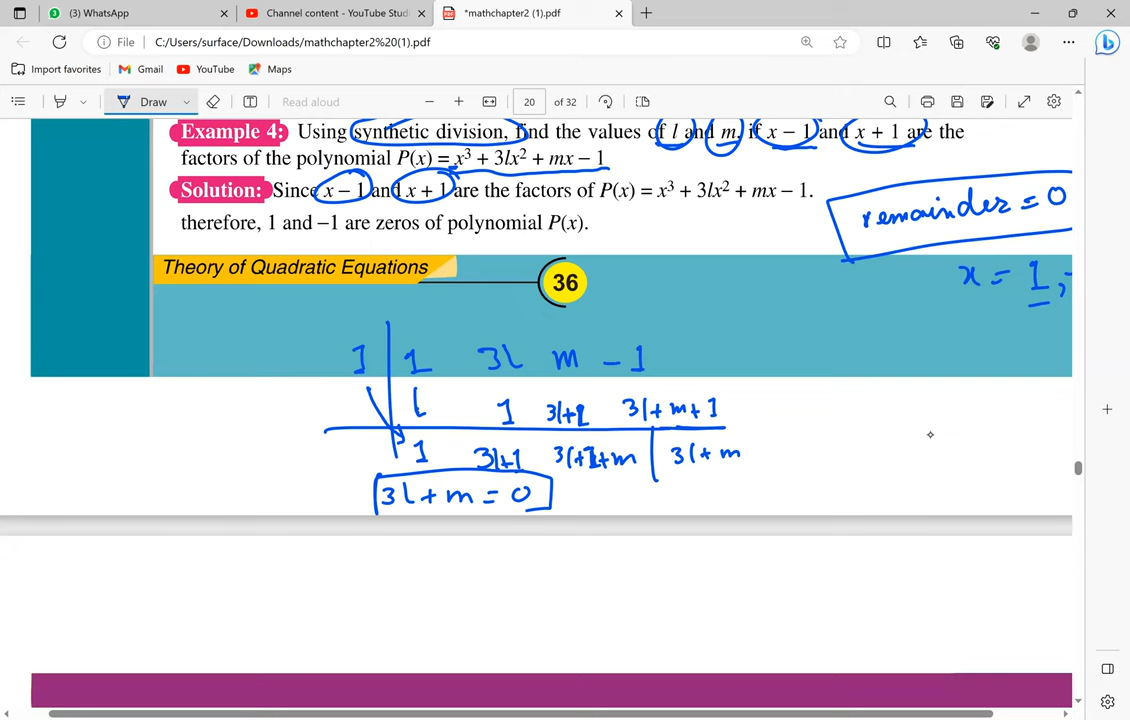 (3) WhatsApp
Channel content - YouTube Studi
*mathchapter2 (1).pdf
File C:/Users/surface/Downloads/mathchapter2%20(1).pdf
Import favorites Gmail YouTube Maps
Draw Read aloud 20 of 32
Example 4: Using synthetic division, find the values of l and m, if x − 1 and x + 1 are the
factors of the polynomial P(x) = x³ + 3lx² + mx − 1
Solution: Since x − 1 and x + 1 are the factors of P(x) = x³ + 3lx² + mx − 1.
therefore, 1 and −1 are zeros of polynomial P(x).
remainder = 0
x = 1, -
Theory of Quadratic Equations 36
1 1 3l m -1
1 3l+1 3l+m+1
1 3l+1 3l+1+m 3l+m
3l+m = 0